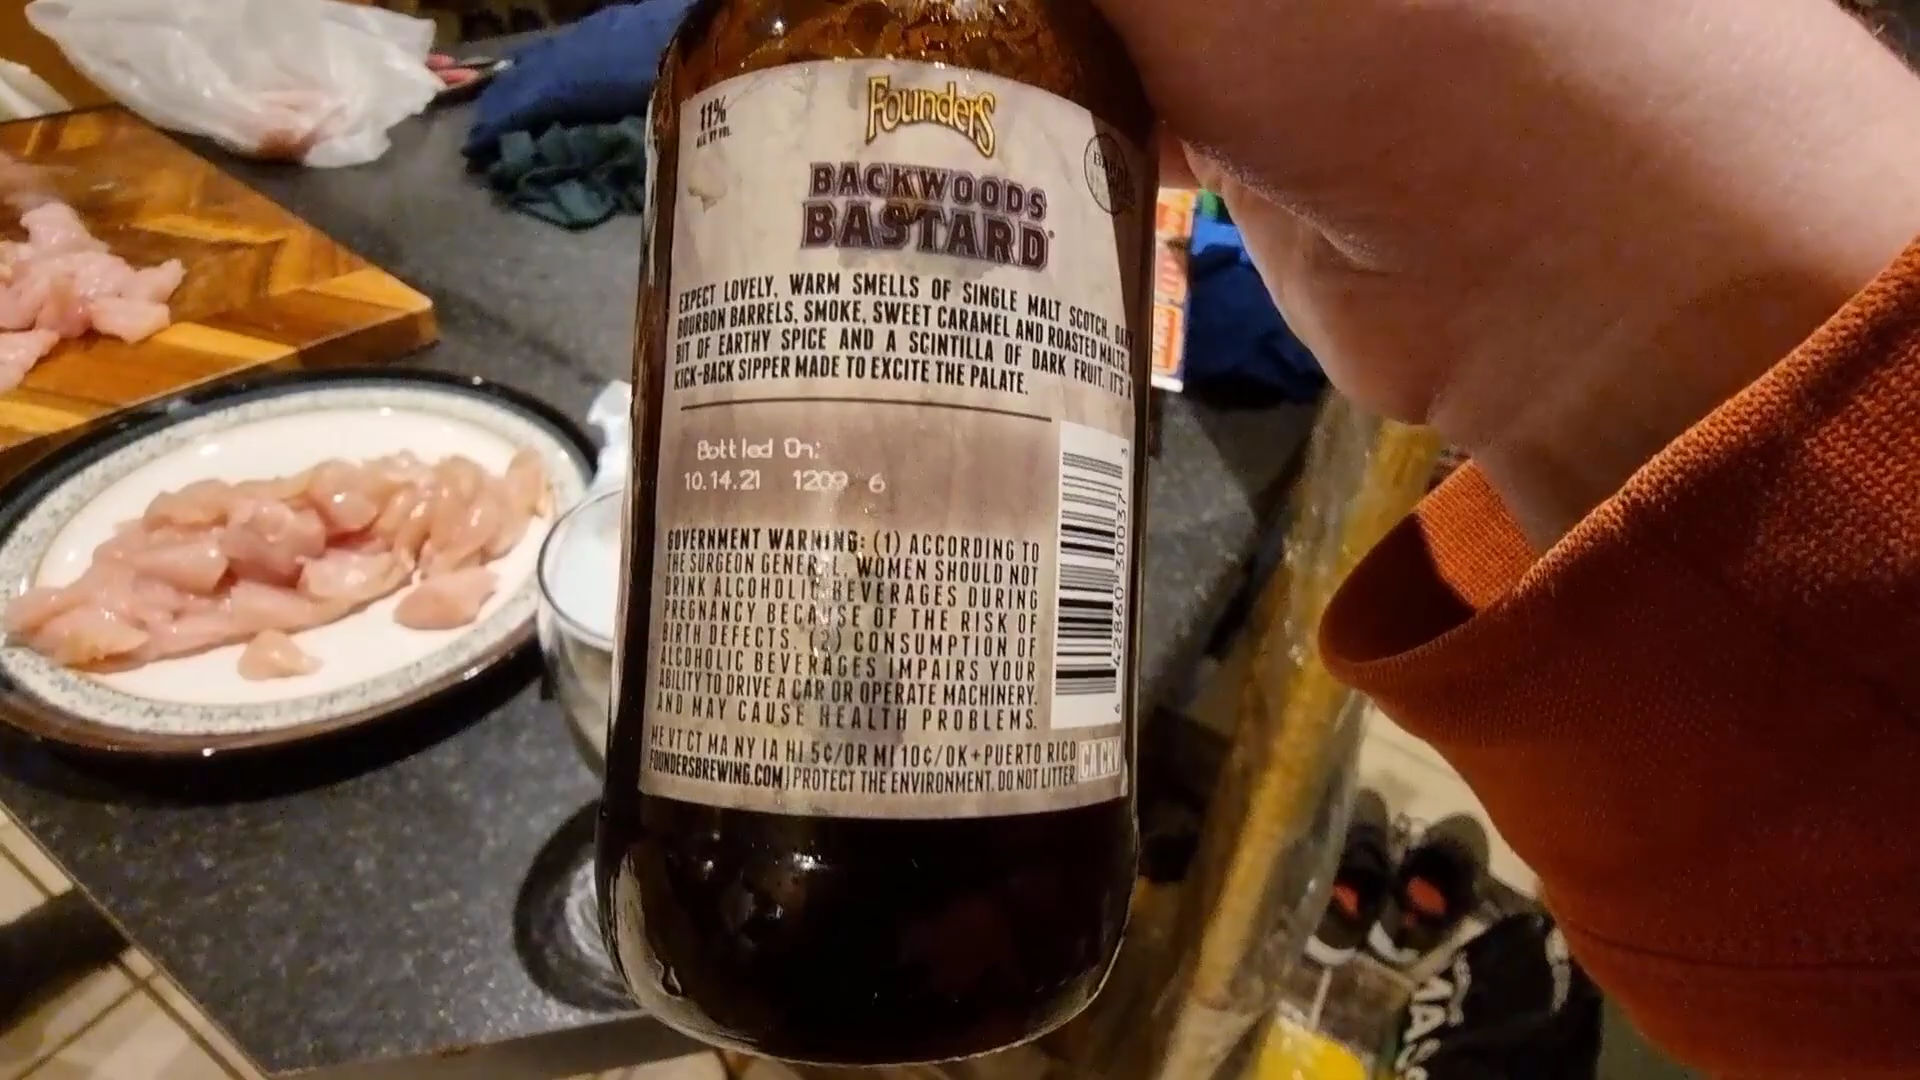 11%
ALC. BY VOL.
Founders
BACKWOODS
BASTARD
EXPECT LOVELY, WARM SMELLS OF SINGLE MALT SCOTCH,
BOURBON BARRELS, SMOKE, SWEET CARAMEL AND ROASTED MALTS,
BIT OF EARTHY SPICE AND A SCINTILLA OF DARK FRUIT. IT'S A
KICK-BACK SIPPER MADE TO EXCITE THE PALATE.
Bottled On:
10.14.21 1209 6
GOVERNMENT WARNING: (1) ACCORDING TO
THE SURGEON GENERAL, WOMEN SHOULD NOT
DRINK ALCOHOLIC BEVERAGES DURING
PREGNANCY BECAUSE OF THE RISK OF
BIRTH DEFECTS. (2) CONSUMPTION OF
ALCOHOLIC BEVERAGES IMPAIRS YOUR
ABILITY TO DRIVE A CAR OR OPERATE MACHINERY,
AND MAY CAUSE HEALTH PROBLEMS.
ME VT CT MA NY IA HI 5¢/OR MI 10¢/OK+PUERTO RICO
FOUNDERSBREWING.COM | PROTECT THE ENVIRONMENT. DO NOT LITTER.
CA CRV
6 42860 30037 3